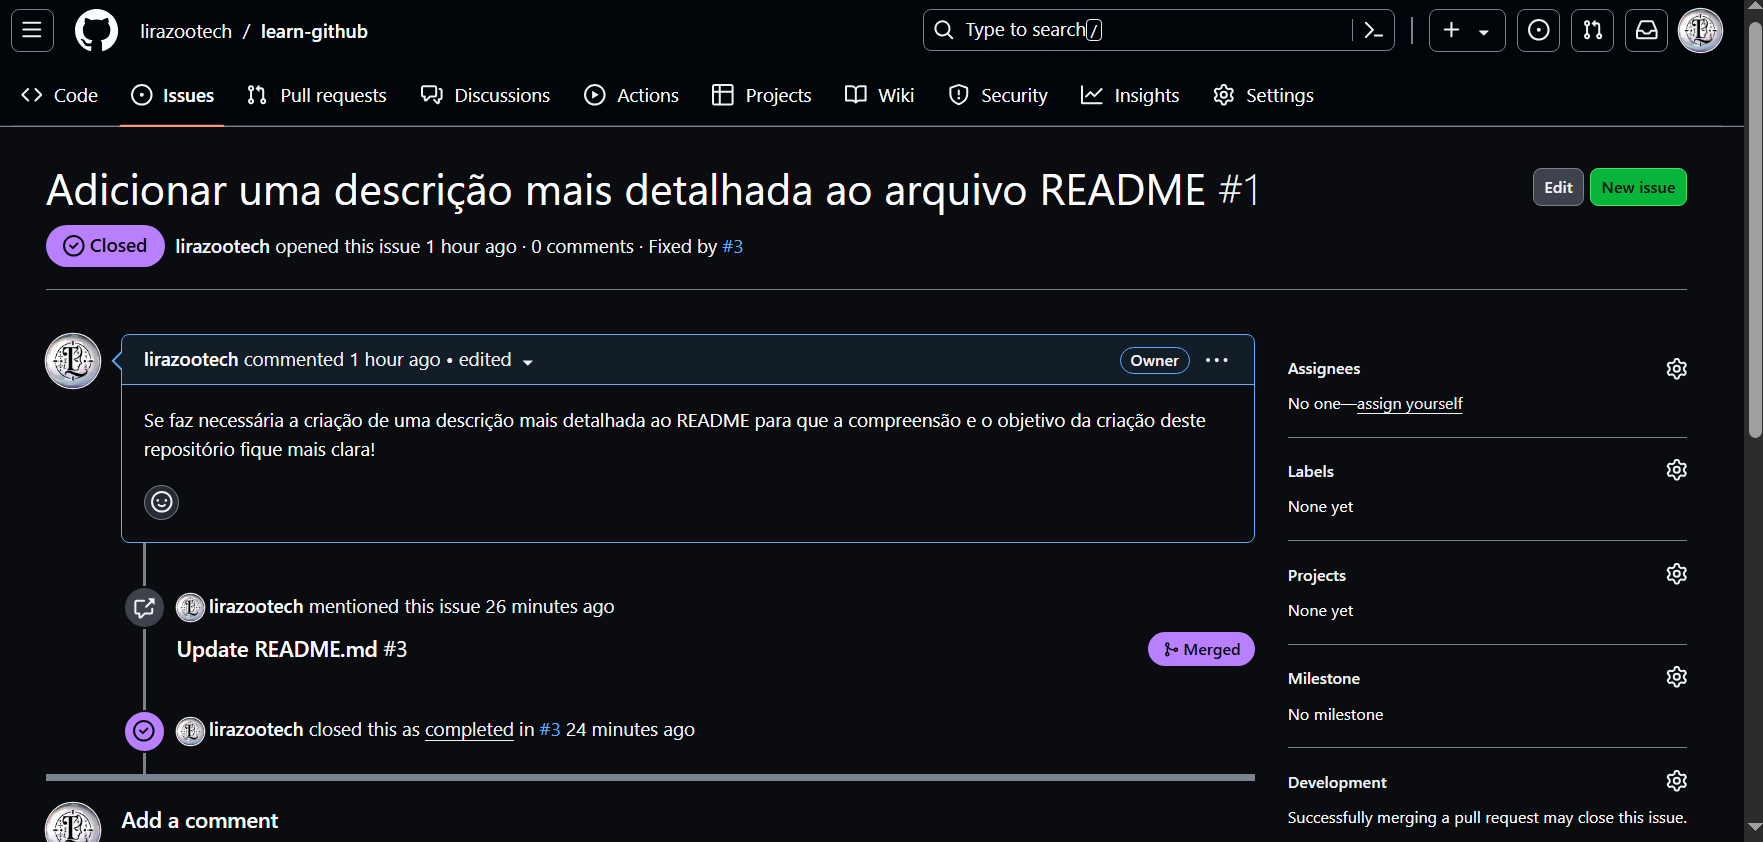 lirazootech / learn-github
Type to search /
Code Issues Pull requests Discussions Actions Projects Wiki Security Insights Settings
Adicionar uma descrição mais detalhada ao arquivo README #1
Edit New issue
Closed lirazootech opened this issue 1 hour ago · 0 comments · Fixed by #3
lirazootech commented 1 hour ago • edited
Owner
Se faz necessária a criação de uma descrição mais detalhada ao README para que a compreensão e o objetivo da criação deste
repositório fique mais clara!
lirazootech mentioned this issue 26 minutes ago
Update README.md #3
Merged
lirazootech closed this as completed in #3 24 minutes ago
Add a comment
Assignees
No one—assign yourself
Labels
None yet
Projects
None yet
Milestone
No milestone
Development
Successfully merging a pull request may close this issue.